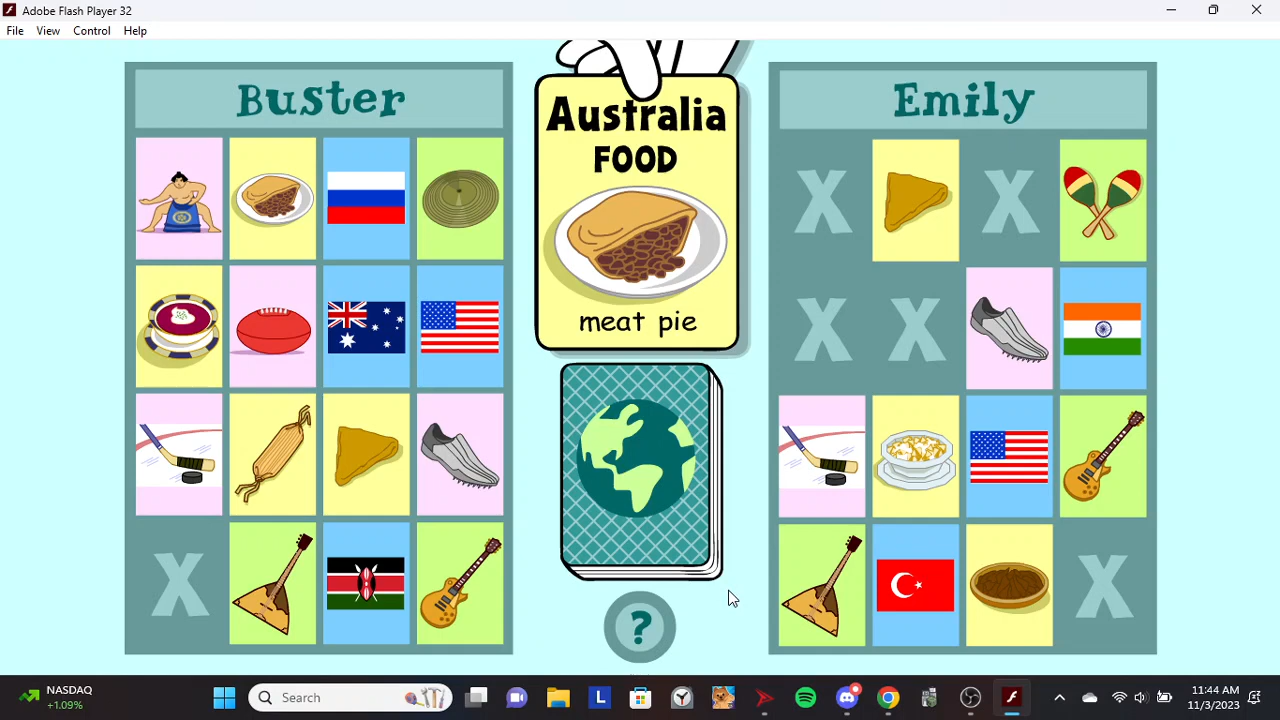 Adobe Flash Player 32
File View Control Help
Buster
Australia
FOOD
meat pie
Emily
X X
X X
X
X
?
NASDAQ
+1.09%
Search
L
11:44 AM
11/3/2023